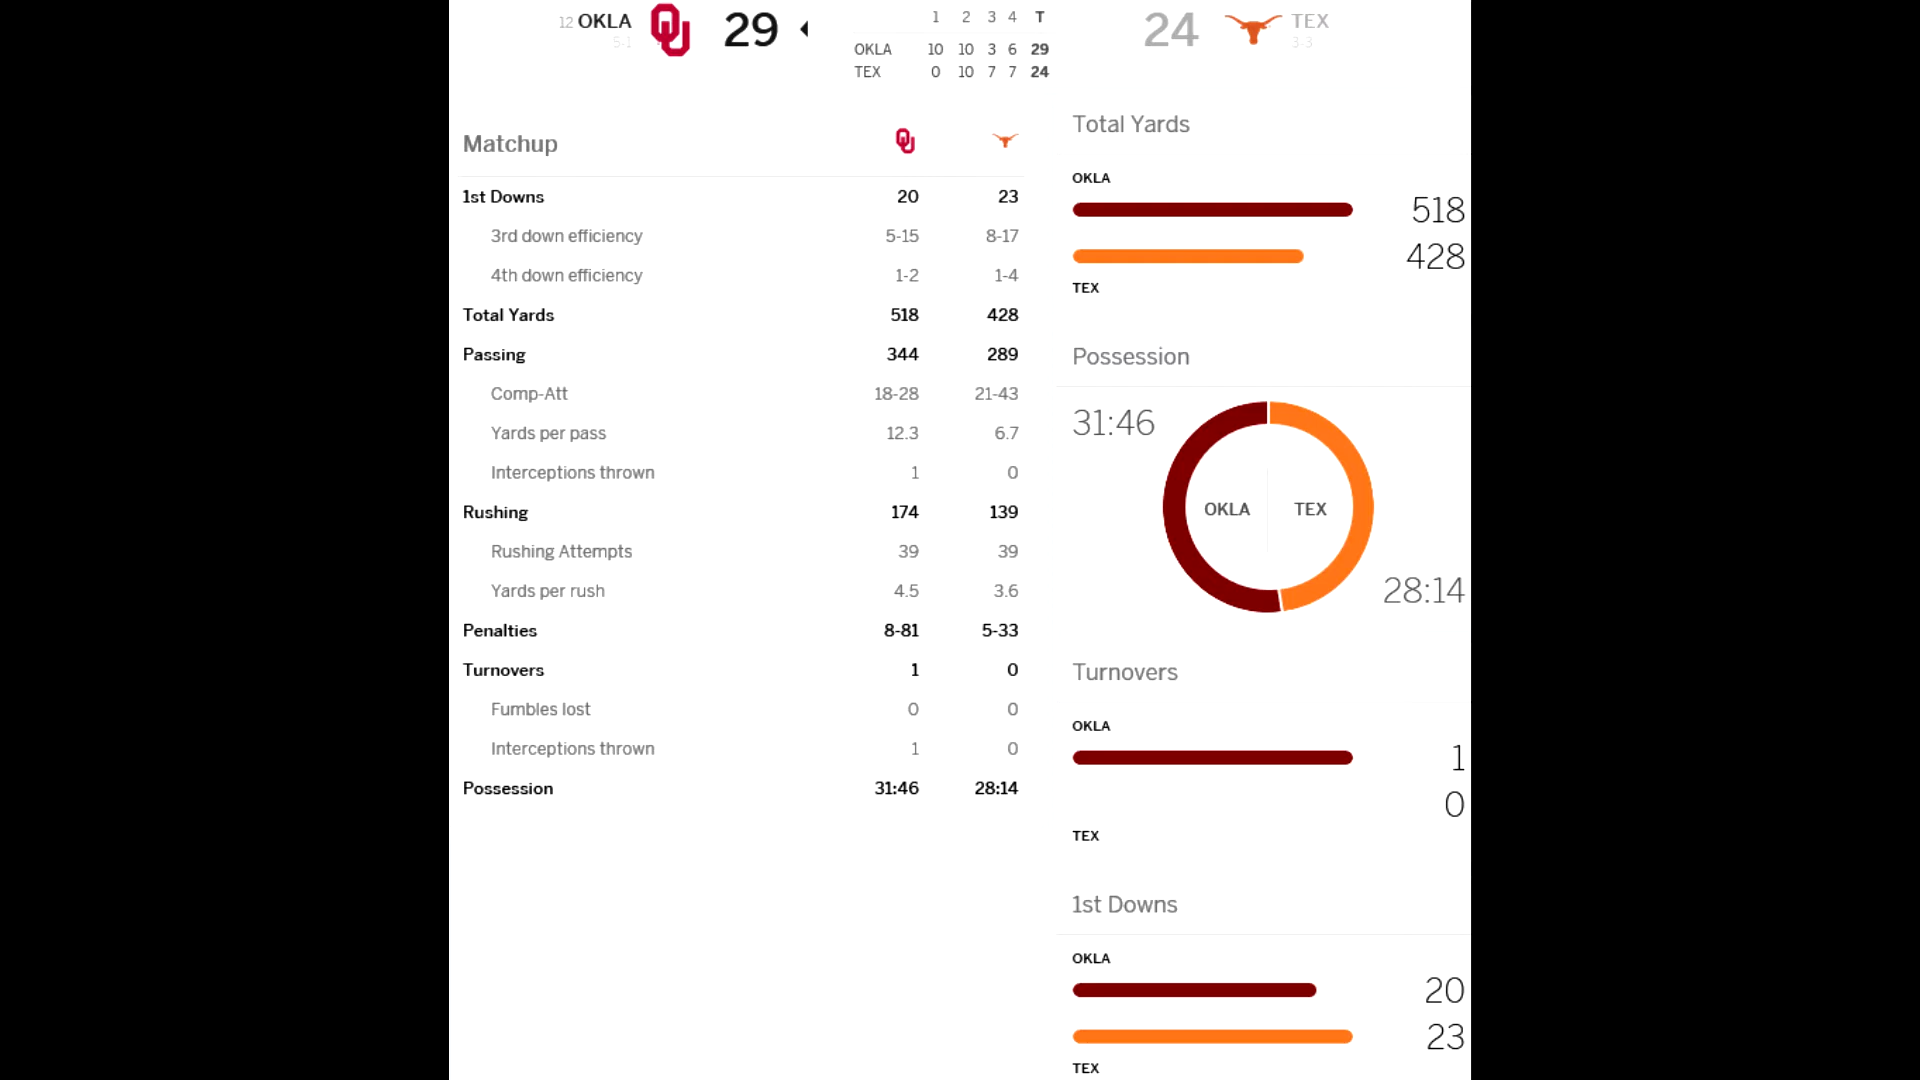 12 OKLA
5-1
29
1 2 3 4 T
OKLA 10 10 3 6 29
TEX 0 10 7 7 24
24
TEX
3-3
Matchup
1st Downs 20 23
3rd down efficiency 5-15 8-17
4th down efficiency 1-2 1-4
Total Yards 518 428
Passing 344 289
Comp-Att 18-28 21-43
Yards per pass 12.3 6.7
Interceptions thrown 1 0
Rushing 174 139
Rushing Attempts 39 39
Yards per rush 4.5 3.6
Penalties 8-81 5-33
Turnovers 1 0
Fumbles lost 0 0
Interceptions thrown 1 0
Possession 31:46 28:14
Total Yards
OKLA
518
428
TEX
Possession
31:46
OKLA TEX
28:14
Turnovers
OKLA
1
0
TEX
1st Downs
OKLA
20
23
TEX